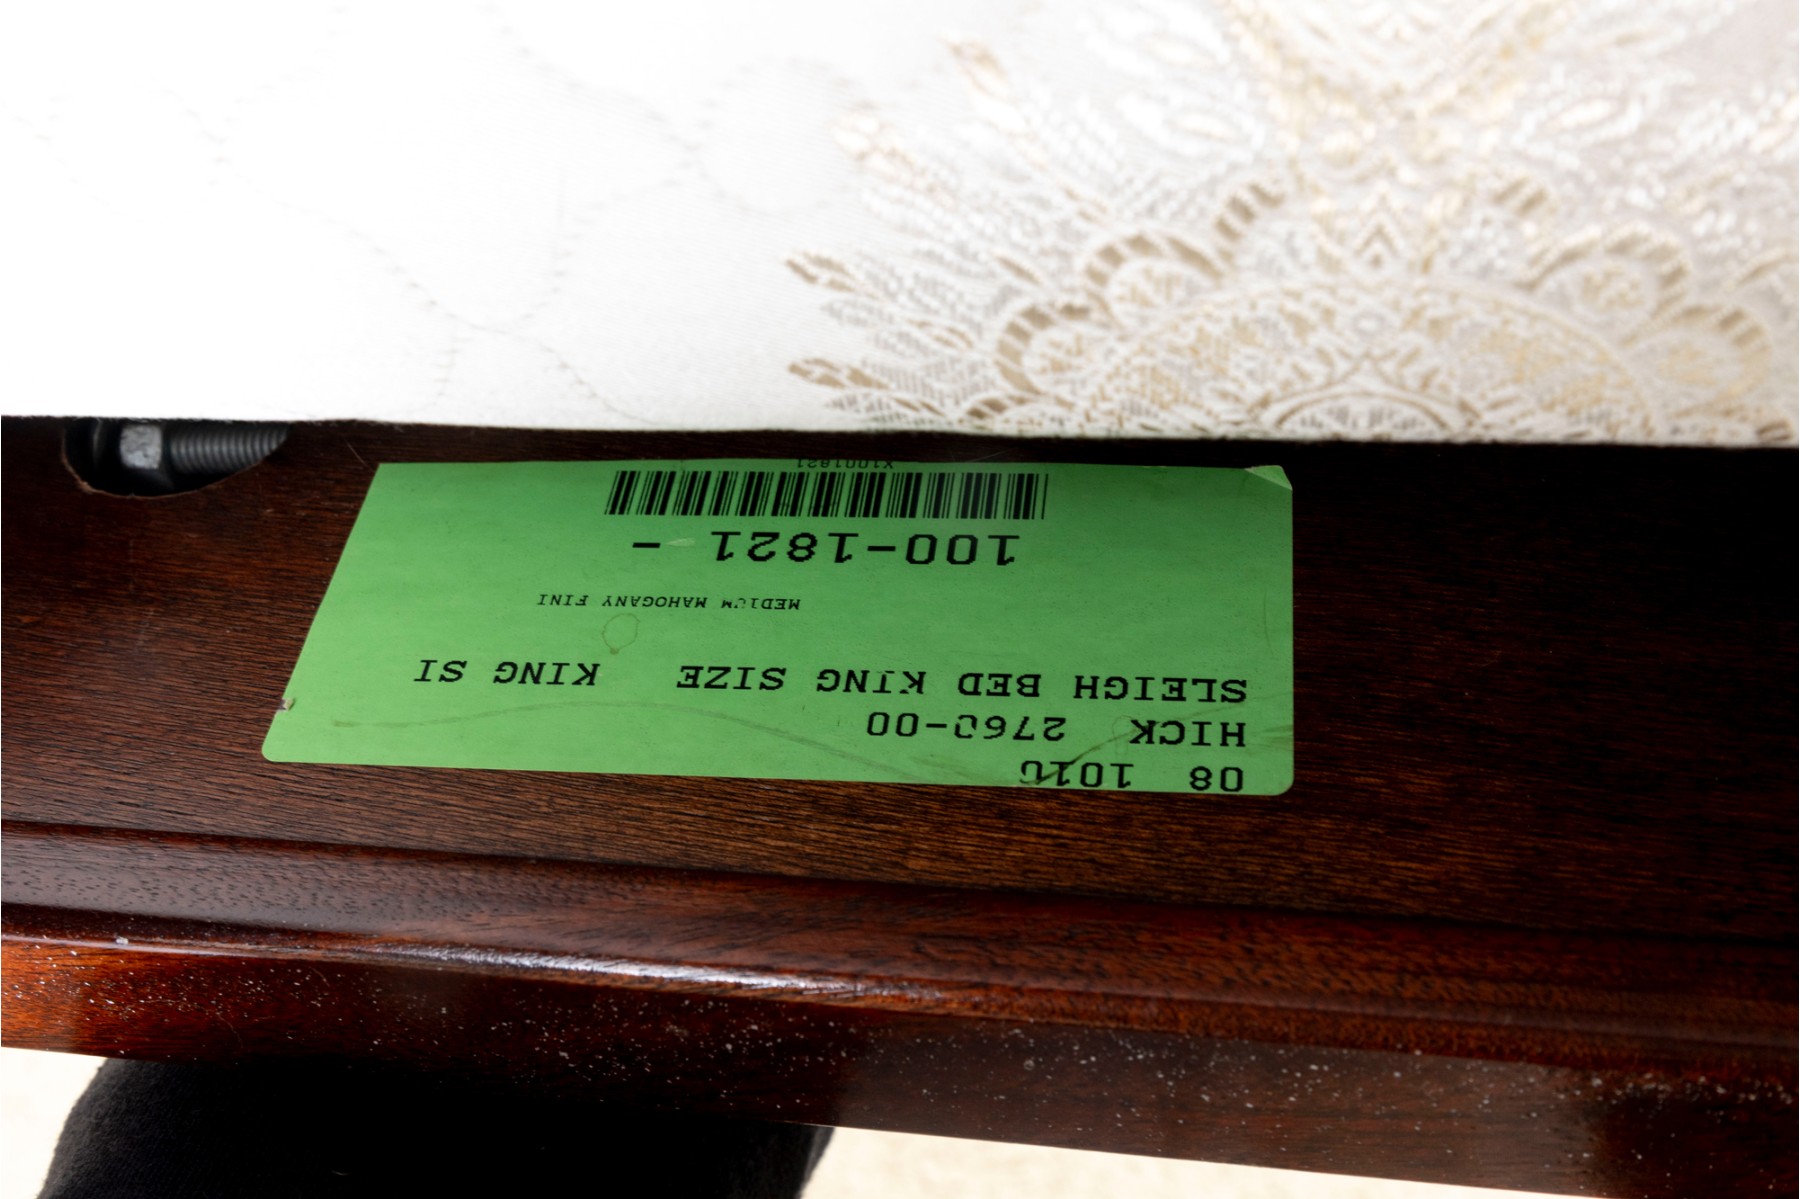 08 1010
HICK 2760-00
SLEIGH BED KING SIZE KING SI
MEDIUM MAHOGANY FINI
100-1821 -
X1001821